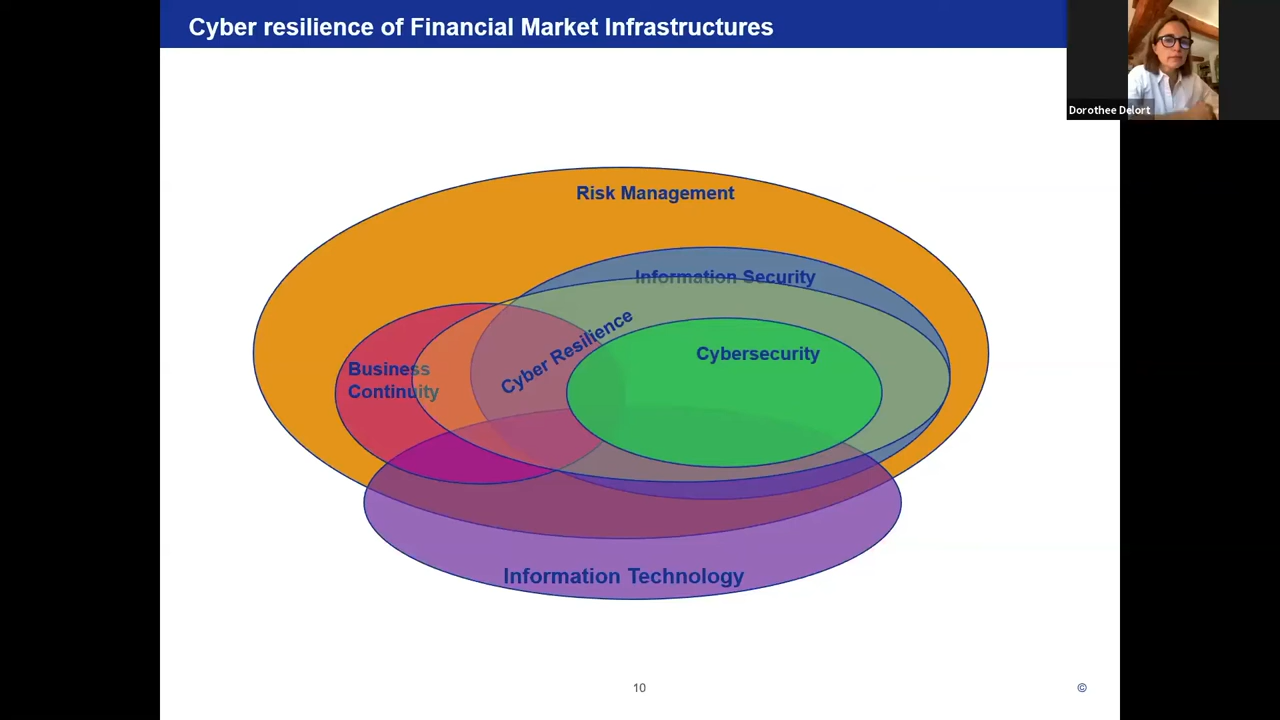 Cyber resilience of Financial Market Infrastructures
Dorothee Delort
Risk Management
Information Security
Cyber Resilience
Cybersecurity
Business
Continuity
Information Technology
10
©